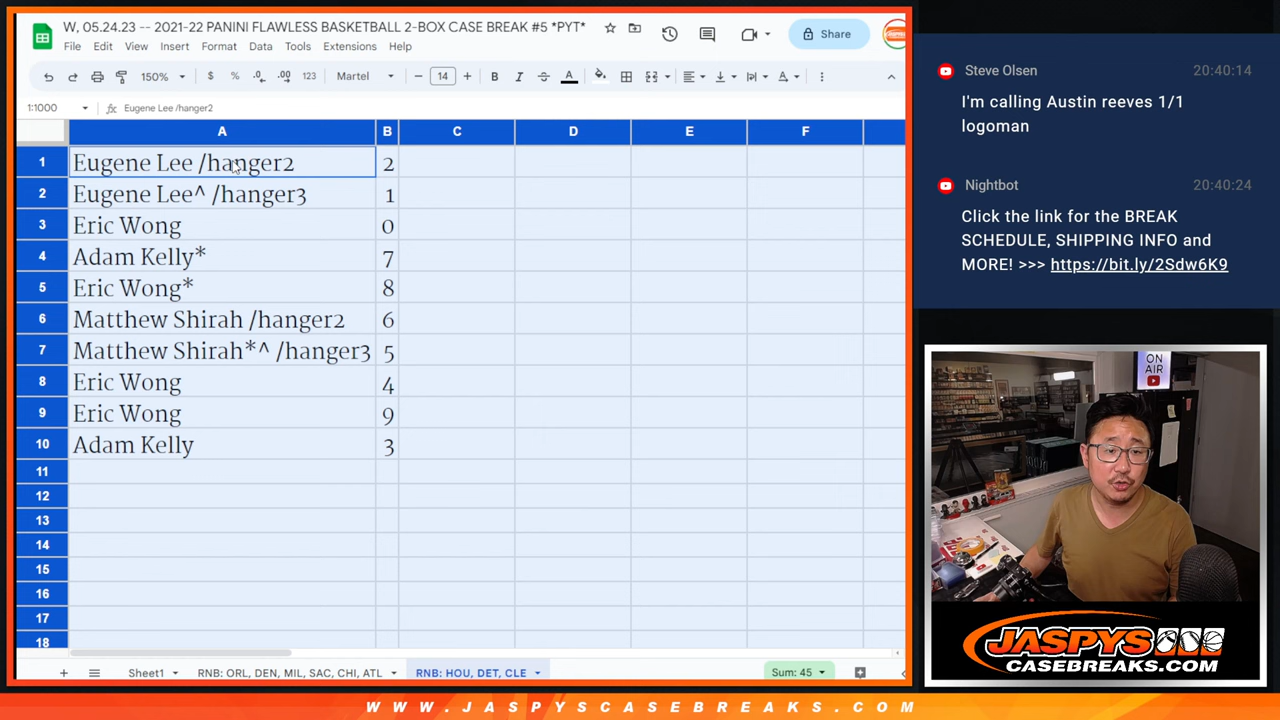 W, 05.24.23 -- 2021-22 PANINI FLAWLESS BASKETBALL 2-BOX CASE BREAK #5 *PYT*
File Edit View Insert Format Data Tools Extensions Help
Share
150% $ % .0 .00 123 Martel 14 B I A
1:1000 fx Eugene Lee /hanger2
A B C D E F
1 Eugene Lee /hanger2 2
2 Eugene Lee^ /hanger3 1
3 Eric Wong 0
4 Adam Kelly* 7
5 Eric Wong* 8
6 Matthew Shirah /hanger2 6
7 Matthew Shirah*^ /hanger3 5
8 Eric Wong 4
9 Eric Wong 9
10 Adam Kelly 3
11
12
13
14
15
16
17
18
Sheet1 RNB: ORL, DEN, MIL, SAC, CHI, ATL RNB: HOU, DET, CLE Sum: 45
Steve Olsen 20:40:14
I'm calling Austin reeves 1/1
logoman
Nightbot 20:40:24
Click the link for the BREAK
SCHEDULE, SHIPPING INFO and
MORE! >>> https://bit.ly/2Sdw6K9
ON
AIR
JASPYS
CASEBREAKS.COM
WWW.JASPYSCASEBREAKS.COM